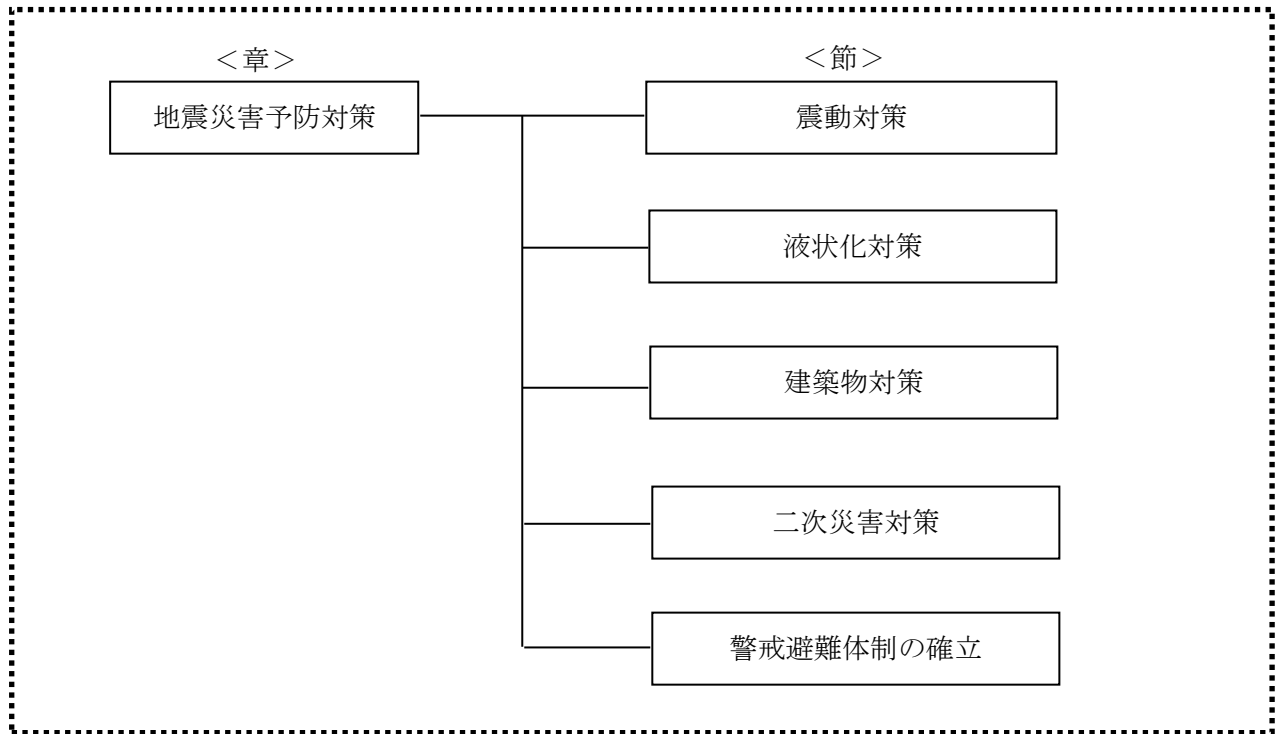 ＜章＞
＜節＞
地震災害予防対策
震動対策
液状化対策
建築物対策
二次災害対策
警戒避難体制の確立